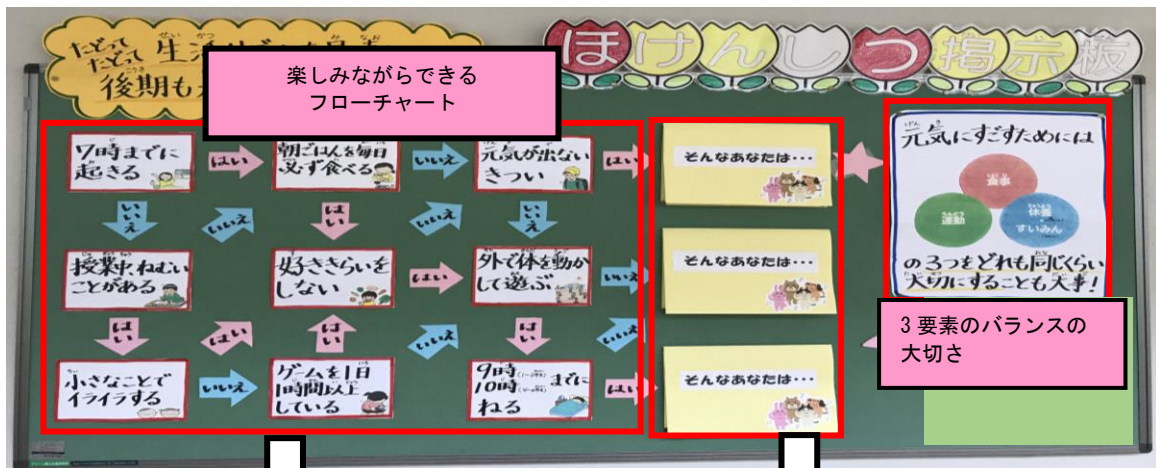 たどって
たどって
生活
後期も
楽しみながらできる
フローチャート
ほけんしつ掲示板
7時までに
起きる
はい
朝ごはんを毎日
必ず食べる
いいえ
元気が出ない
きつい
はい
そんなあなたは・・・
いいえ
いいえ
はい
いいえ
いいえ
授業中、ねむい
ことがある
好ききらいを
しない
はい
外で体を動か
して遊ぶ
いいえ
そんなあなたは・・・
はい
はい
はい
いいえ
はい
いいえ
小さなことで
イライラする
いいえ
ゲームを1日
1時間以上
している
9時
10時
までに
ねる
はい
そんなあなたは・・・
元気にすごすためには
食事
運動
休養
すいみん
の3つをどれも同じくらい
大切にすることも大事!
3要素のバランスの
大切さ